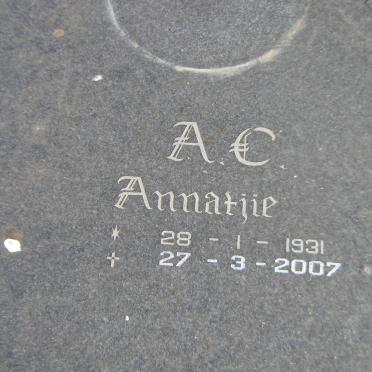 A.C
Annatjie
* 28 - 1 - 1931
+ 27 - 3 - 2007